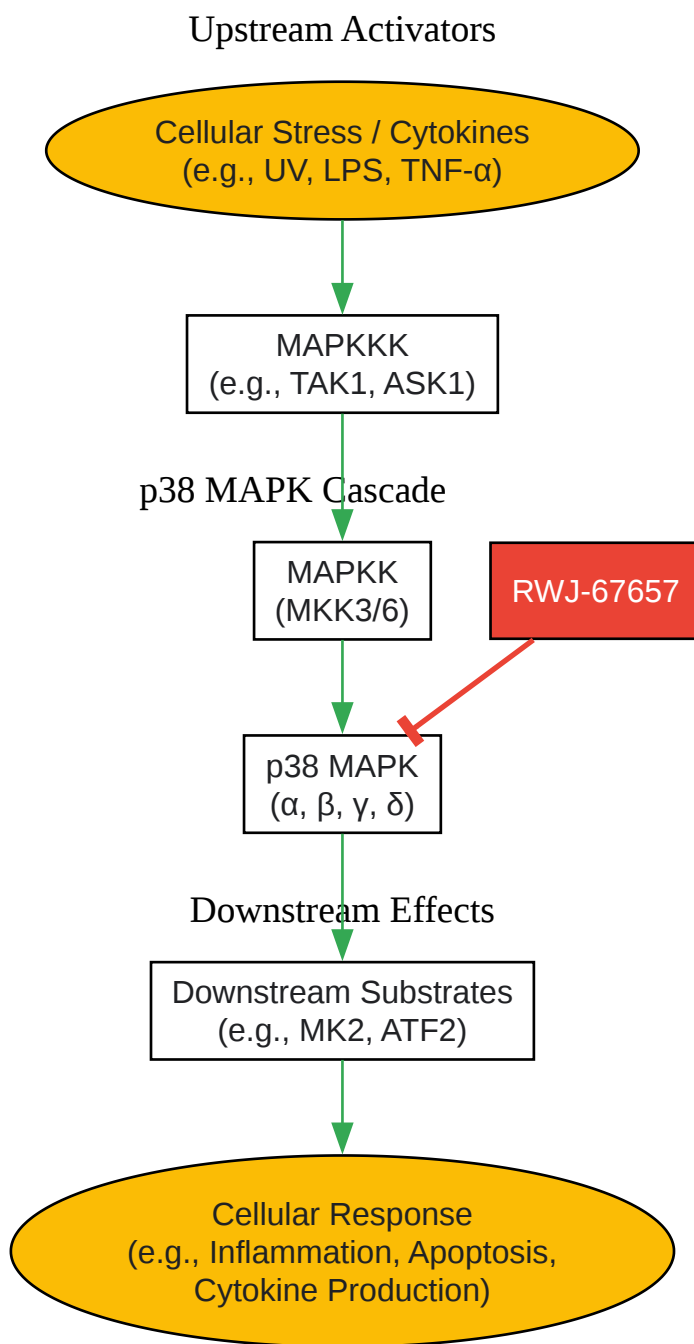 Upstream Activators
Cellular Stress / Cytokines
(e.g., UV, LPS, TNF-α)
MAPKKK
(e.g., TAK1, ASK1)
p38 MAPK Cascade
MAPKK
(MKK3/6)
RWJ-67657
p38 MAPK
(α, β, γ, δ)
Downstream Effects
Downstream Substrates
(e.g., MK2, ATF2)
Cellular Response
(e.g., Inflammation, Apoptosis,
Cytokine Production)